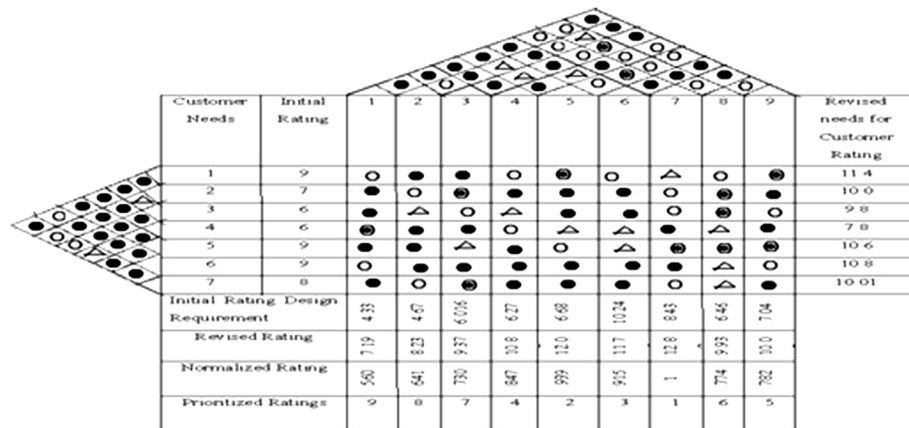 Customer Needs Initial Rating 1 2 3 4 5 6 7 8 9 Revised needs for Customer Rating
1 9 11 4
2 7 10 0
3 6 9 8
4 6 7 8
5 9 10 6
6 9 10 8
7 8 10 01
Initial Rating Design Requirement 4 33 4 67 6 006 6 27 6 68 10 24 8 43 6 46 7 04
Revised Rating 7 19 8 23 9 37 10 8 12 0 11 7 12 8 9 93 10 0
Normalized Rating 560 641 730 847 939 915 1 774 782
Prioritized Ratings 9 8 7 4 2 3 1 6 5